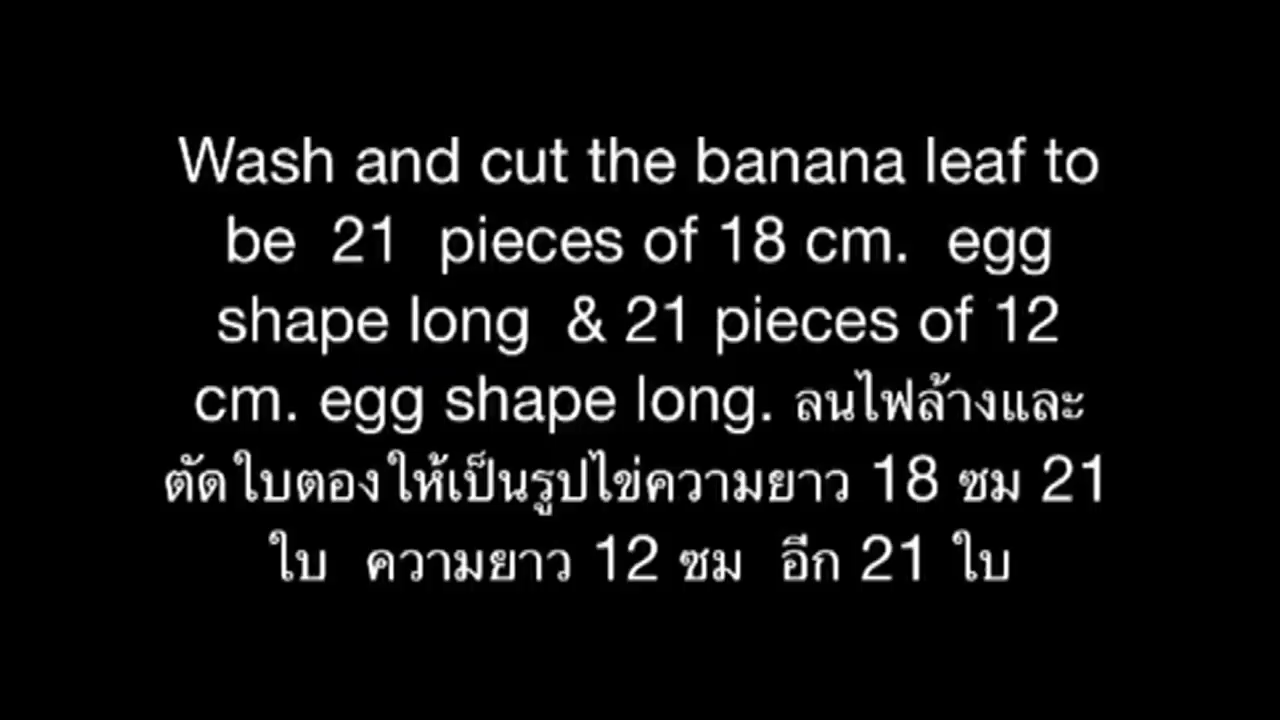 Wash and cut the banana leaf to
be 21 pieces of 18 cm. egg
shape long & 21 pieces of 12
cm. egg shape long. ลนไฟล้างและ
ตัดใบตองให้เป็นรูปไข่ความยาว 18 ซม 21
ใบ ความยาว 12 ซม อีก 21 ใบ